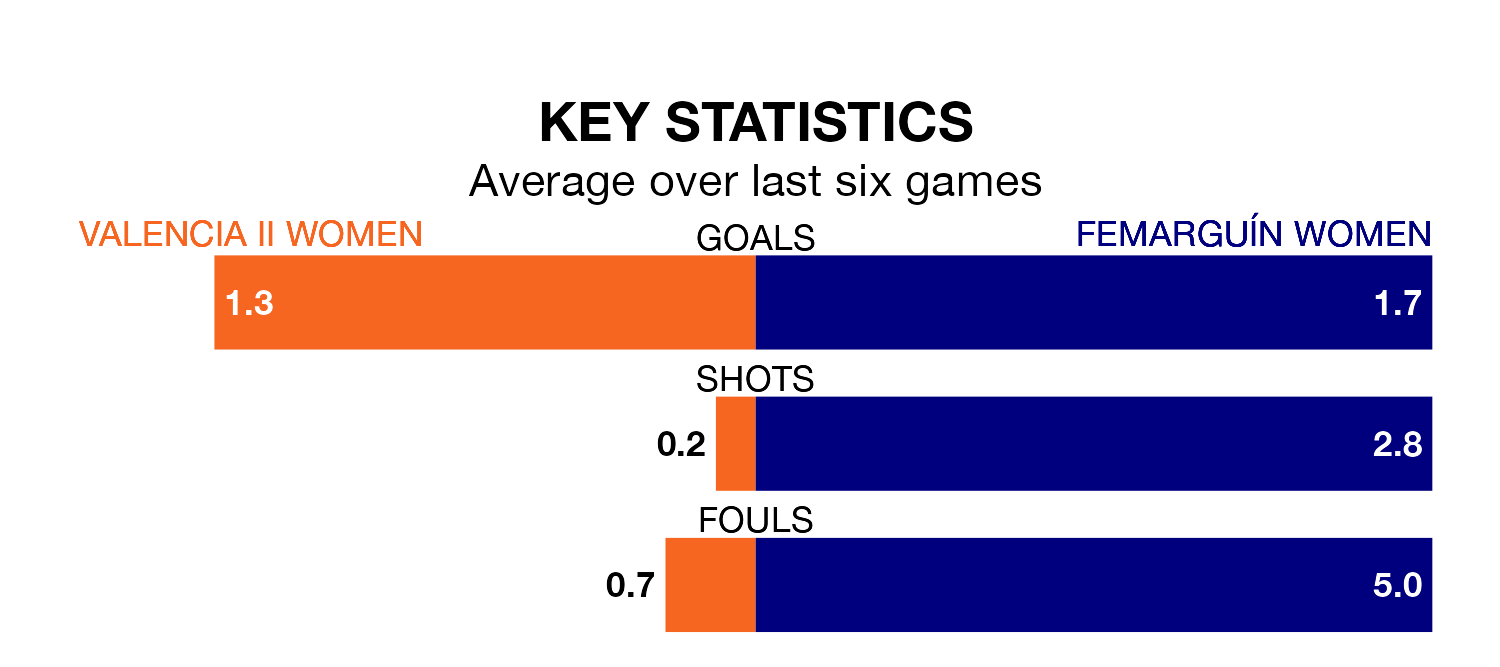 KEY STATISTICS
Average over last six games
VALENCIA II WOMEN
GOALS
FEMARGUÍN WOMEN
1.3
1.7
SHOTS
0.2
2.8
FOULS
0.7
5.0